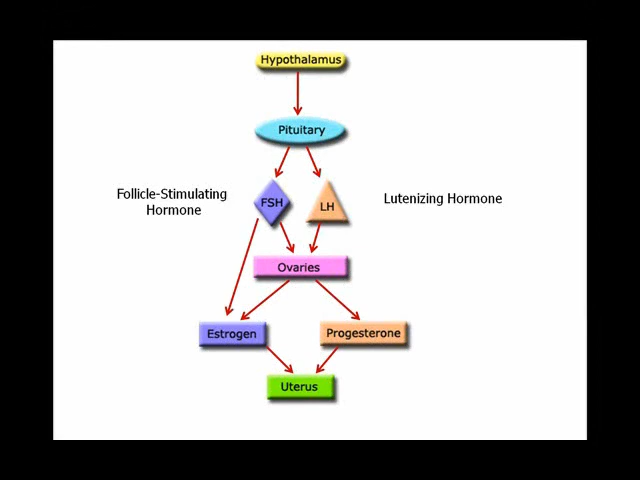 Hypothalamus
Pituitary
Follicle-Stimulating
Hormone
FSH
LH
Lutenizing Hormone
Ovaries
Estrogen
Progesterone
Uterus